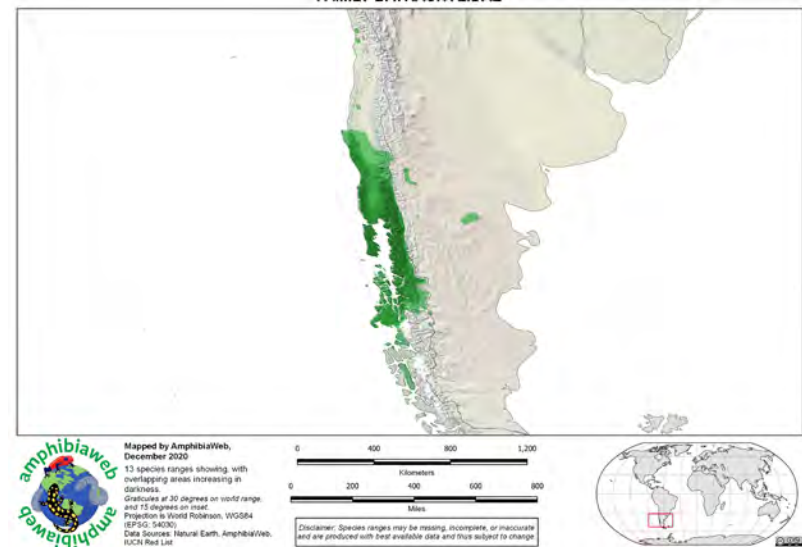 amphibiaweb
amphibiaweb
Mapped by AmphibiaWeb,
December 2020
13 species ranges showing, with
overlapping areas increasing in
darkness.
Graticules at 30 degrees on world range,
and 15 degrees on inset.
Projection is World Robinson, WGS84
(EPSG: 54030)
Data Sources: Natural Earth, AmphibiaWeb,
IUCN Red List
0 400 800 1,200
Kilometers
0 200 400 600 800
Miles
Disclaimer: Species ranges may be missing, incomplete, or inaccurate
and are produced with best available data and thus subject to change